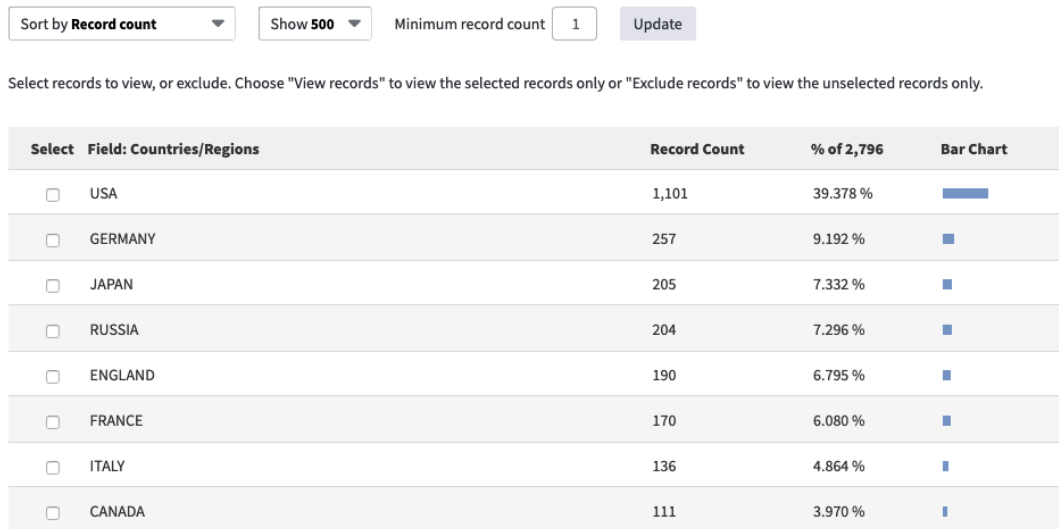 Sort by Record count Show 500 Minimum record count 1 Update
Select records to view, or exclude. Choose "View records" to view the selected records only or "Exclude records" to view the unselected records only.
Select Field: Countries/Regions Record Count % of 2,796 Bar Chart
USA 1,101 39.378 %
GERMANY 257 9.192 %
JAPAN 205 7.332 %
RUSSIA 204 7.296 %
ENGLAND 190 6.795 %
FRANCE 170 6.080 %
ITALY 136 4.864 %
CANADA 111 3.970 %